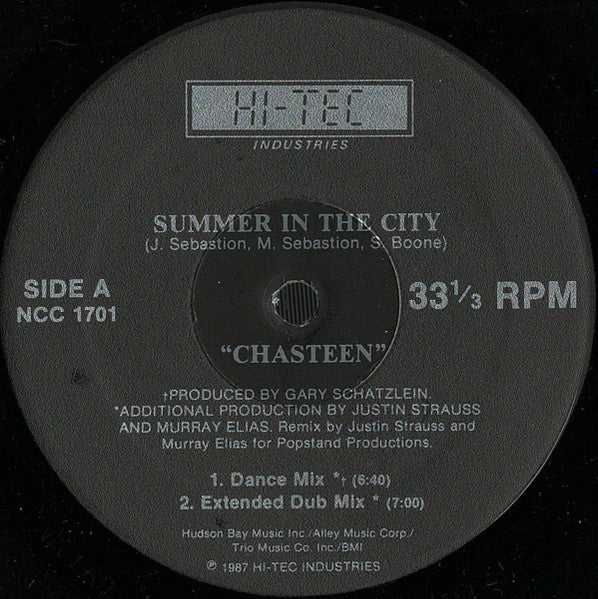 HI-TEC
INDUSTRIES
SUMMER IN THE CITY
(J. Sebastion, M. Sebastion, S. Boone)
SIDE A
NCC 1701
33 1/3 RPM
"CHASTEEN"
†PRODUCED BY GARY SCHATZLEIN.
*ADDITIONAL PRODUCTION BY JUSTIN STRAUSS
AND MURRAY ELIAS. Remix by Justin Strauss and
Murray Elias for Popstand Productions.
1. Dance Mix *† (6:40)
2. Extended Dub Mix * (7:00)
Hudson Bay Music Inc./Alley Music Corp./
Trio Music Co. Inc./BMI
℗ 1987 HI-TEC INDUSTRIES